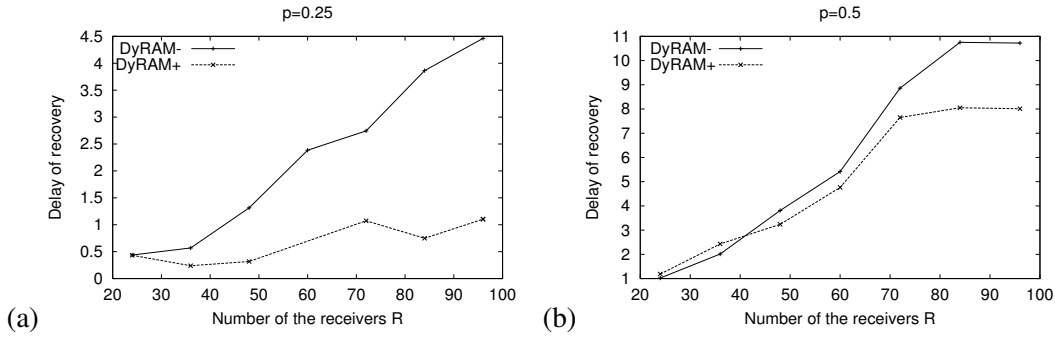 p=0.25
4.5
4
3.5
3
2.5
2
1.5
1
0.5
0
Delay of recovery
DyRAM-
DyRAM+
20 30 40 50 60 70 80 90 100
Number of the receivers R
(a)
p=0.5
11
10
9
8
7
6
5
4
3
2
1
Delay of recovery
DyRAM-
DyRAM+
20 30 40 50 60 70 80 90 100
Number of the receivers R
(b)